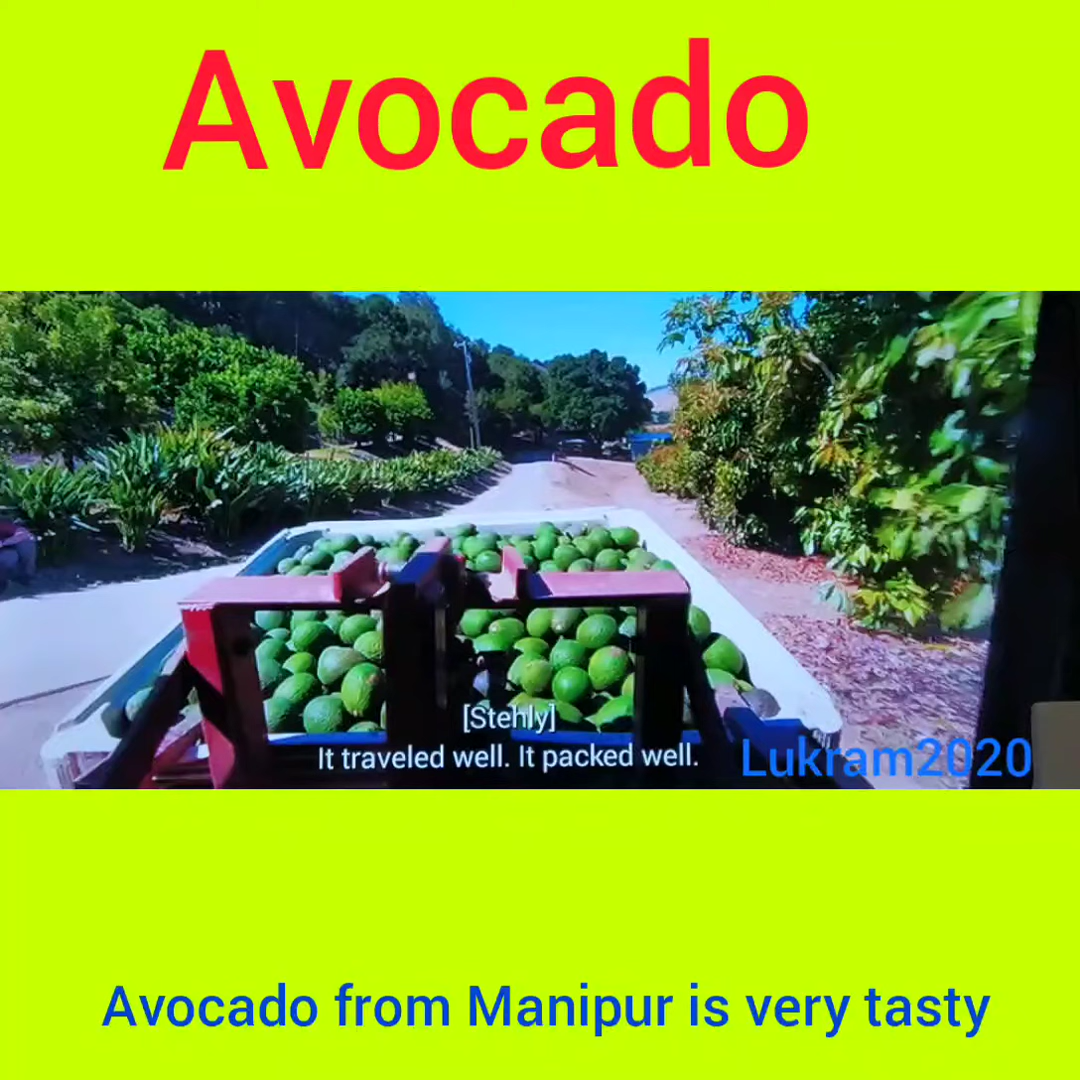 Avocado
[Stehly]
It traveled well. It packed well.
Lukram2020
Avocado from Manipur is very tasty